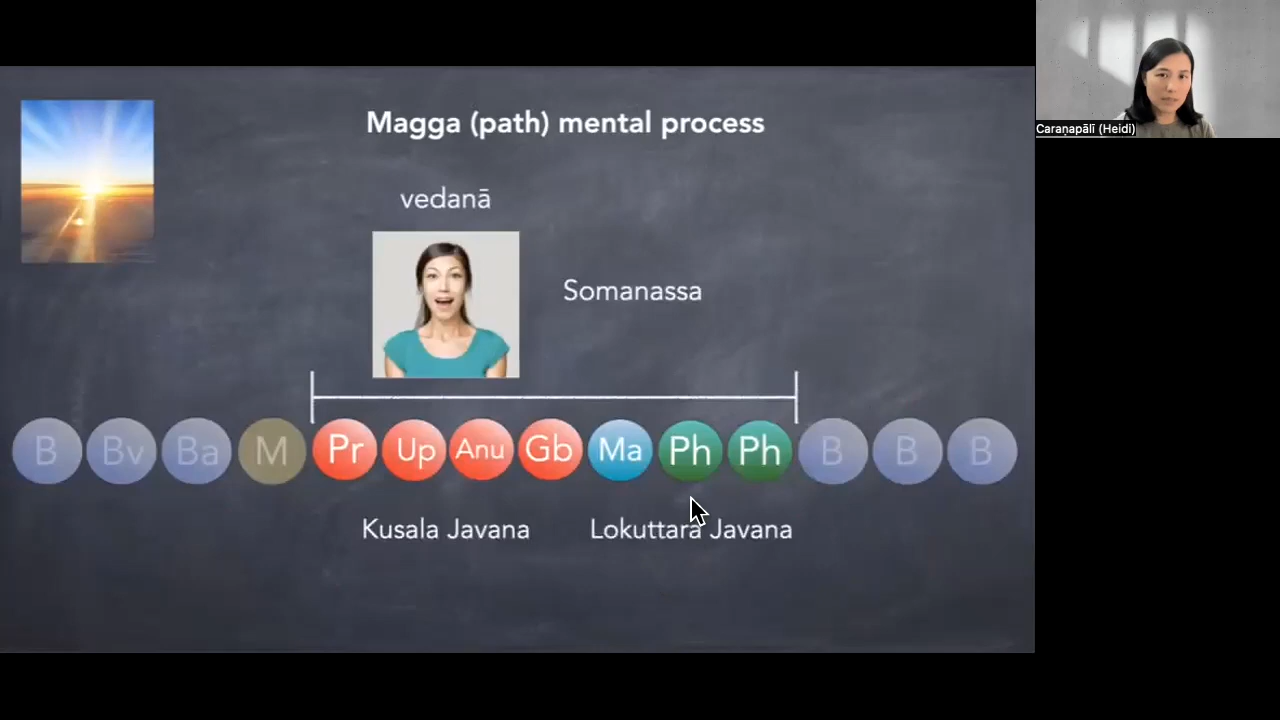 Magga (path) mental process
Caraṇapālī (Heidi)
vedanā
Somanassa
B Bv Ba M Pr Up Anu Gb Ma Ph Ph B B B
Kusala Javana Lokuttara Javana